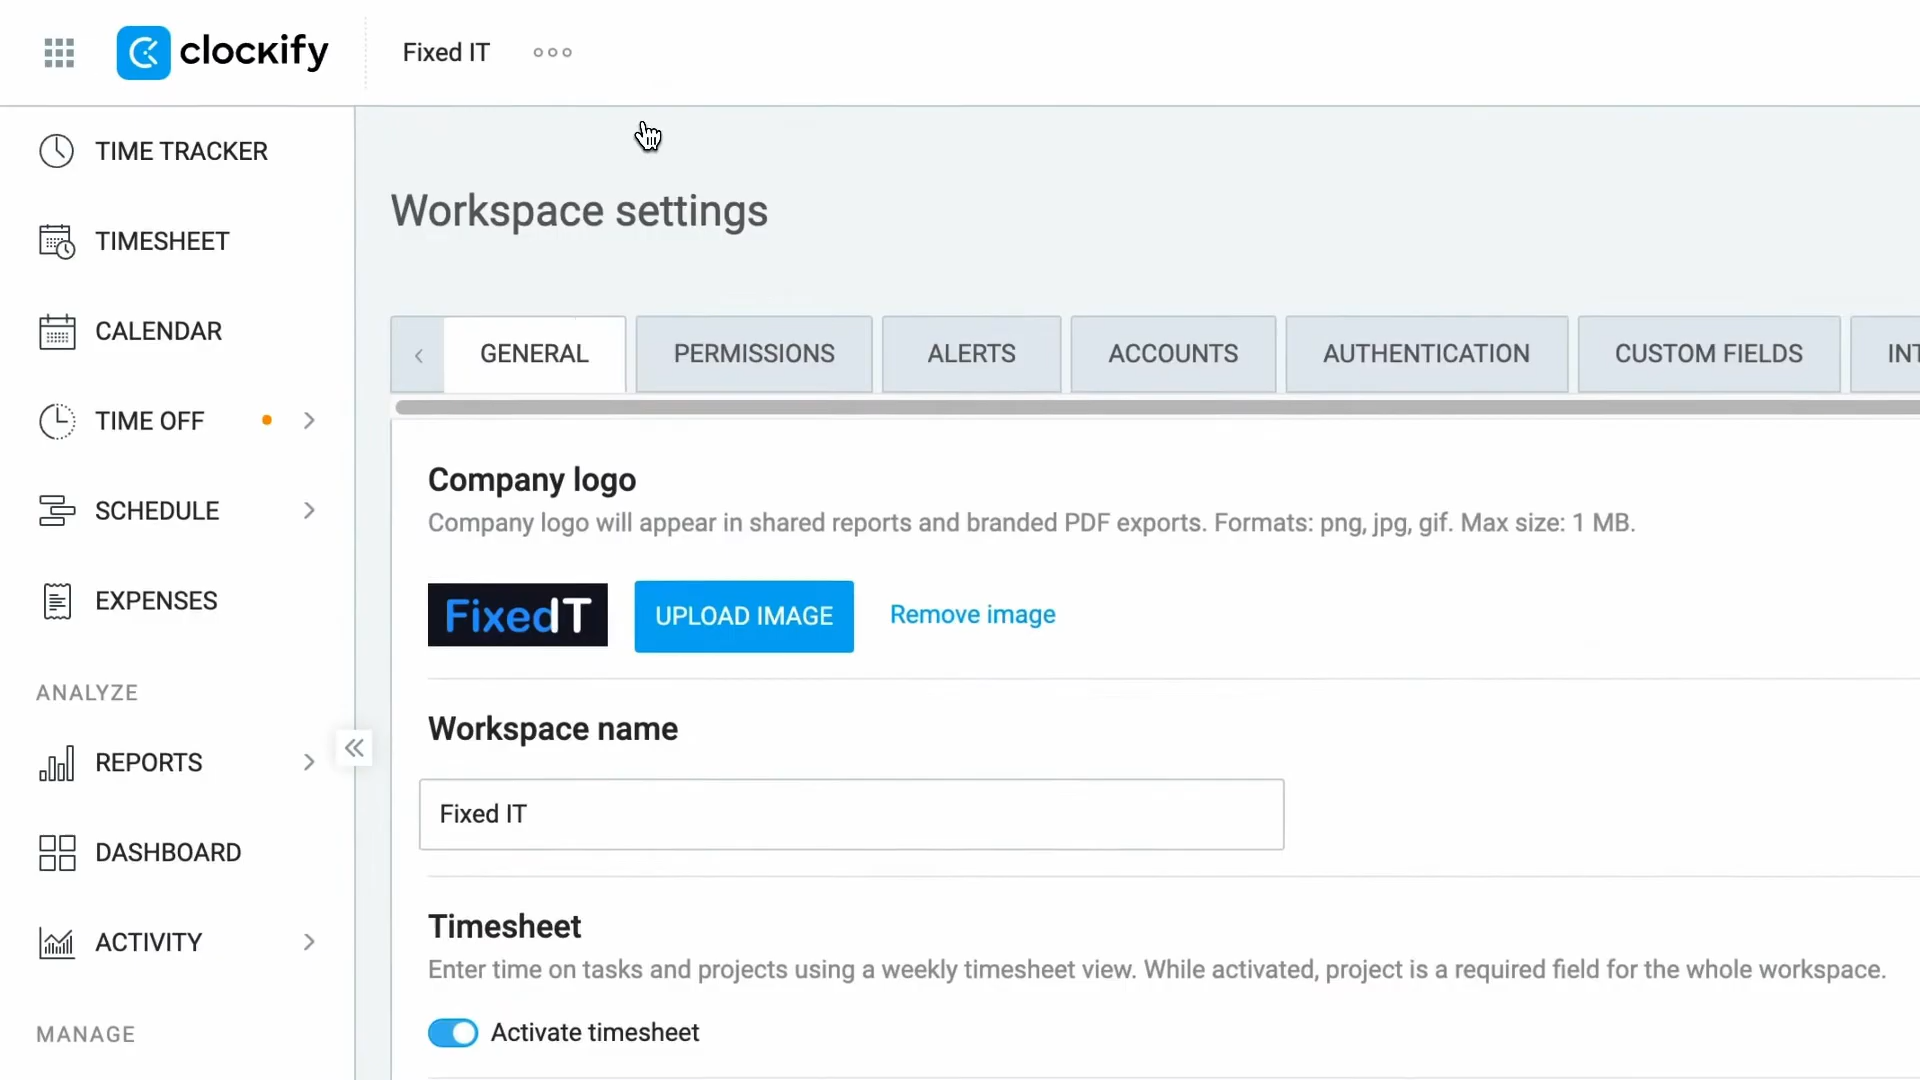 clockify
Fixed IT
TIME TRACKER
TIMESHEET
CALENDAR
TIME OFF
SCHEDULE
EXPENSES
ANALYZE
REPORTS
DASHBOARD
ACTIVITY
MANAGE
Workspace settings
GENERAL
PERMISSIONS
ALERTS
ACCOUNTS
AUTHENTICATION
CUSTOM FIELDS
INT
Company logo
Company logo will appear in shared reports and branded PDF exports. Formats: png, jpg, gif. Max size: 1 MB.
FixedIT
UPLOAD IMAGE
Remove image
Workspace name
Fixed IT
Timesheet
Enter time on tasks and projects using a weekly timesheet view. While activated, project is a required field for the whole workspace.
Activate timesheet